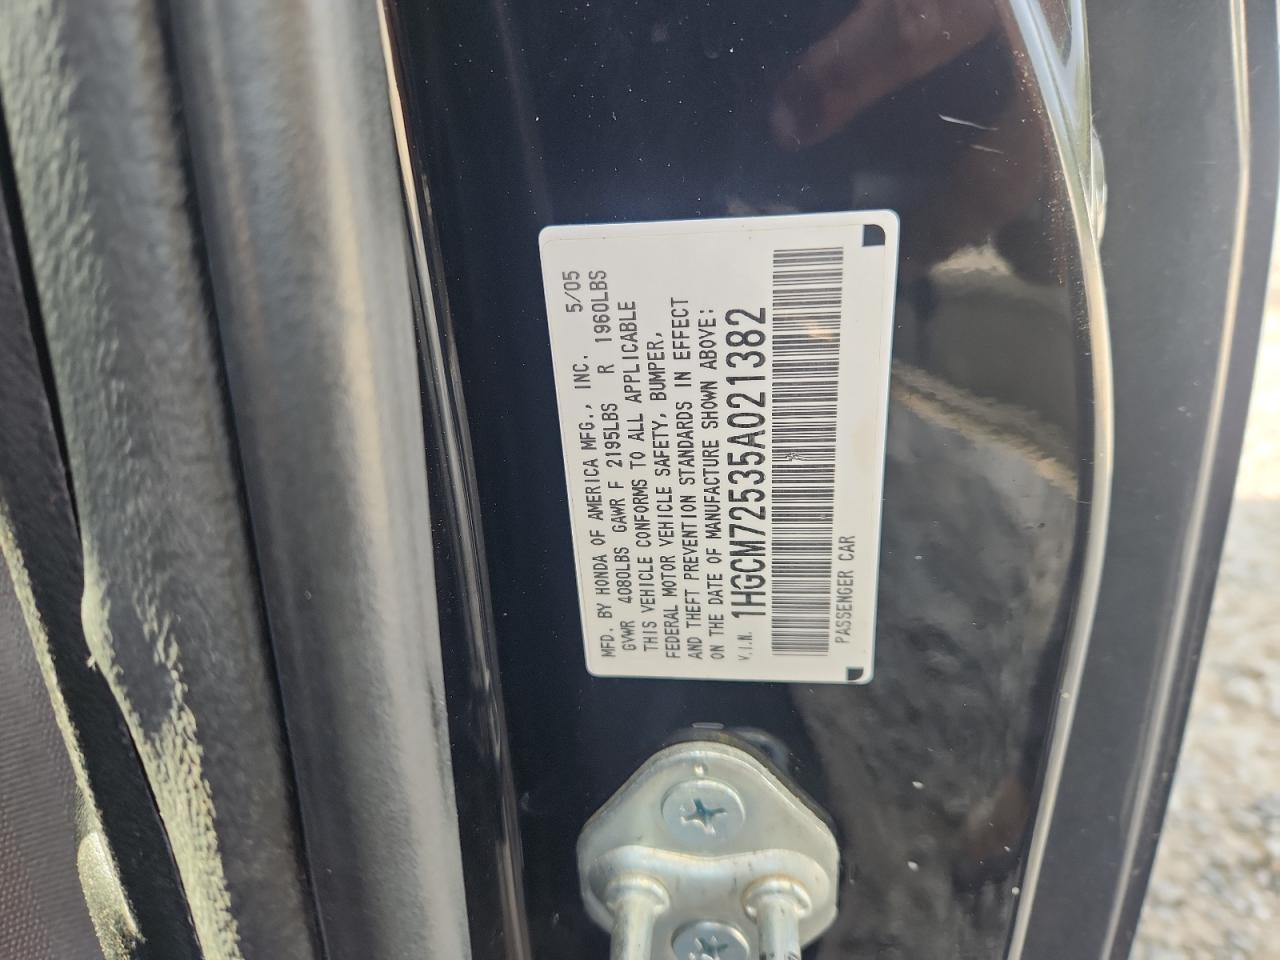 MFD. BY HONDA OF AMERICA MFG., INC. 5/05
GVWR 4080LBS GAWR F 2195LBS R 1960LBS
THIS VEHICLE CONFORMS TO ALL APPLICABLE
FEDERAL MOTOR VEHICLE SAFETY, BUMPER,
AND THEFT PREVENTION STANDARDS IN EFFECT
ON THE DATE OF MANUFACTURE SHOWN ABOVE:
V.I.N. 1HGCM72535A021382
PASSENGER CAR